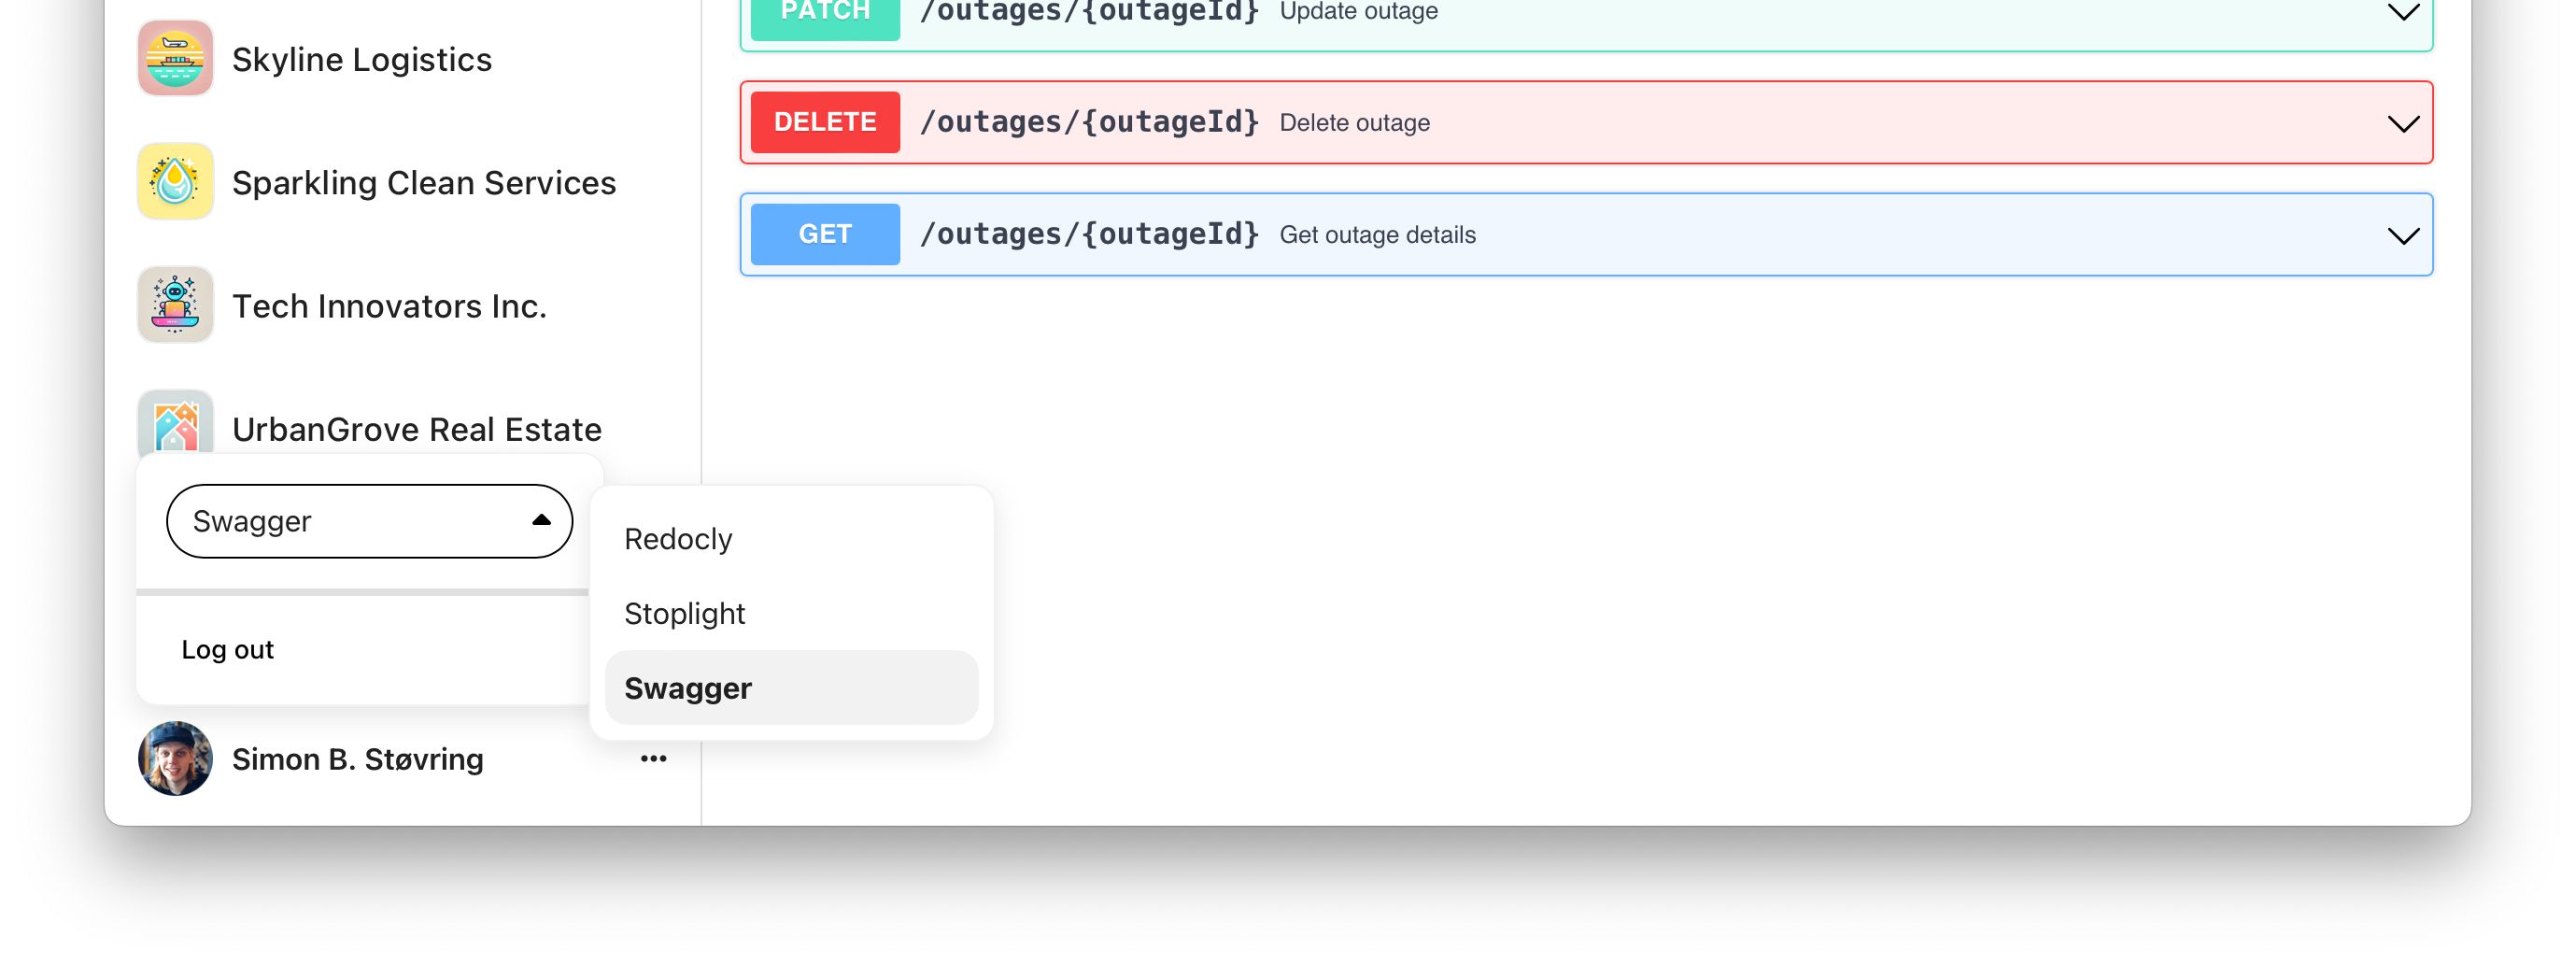 Skyline Logistics
Sparkling Clean Services
Tech Innovators Inc.
UrbanGrove Real Estate
Swagger
Log out
Simon B. Støvring
PATCH /outages/{outageId} Update outage
DELETE /outages/{outageId} Delete outage
GET /outages/{outageId} Get outage details
Redocly
Stoplight
Swagger